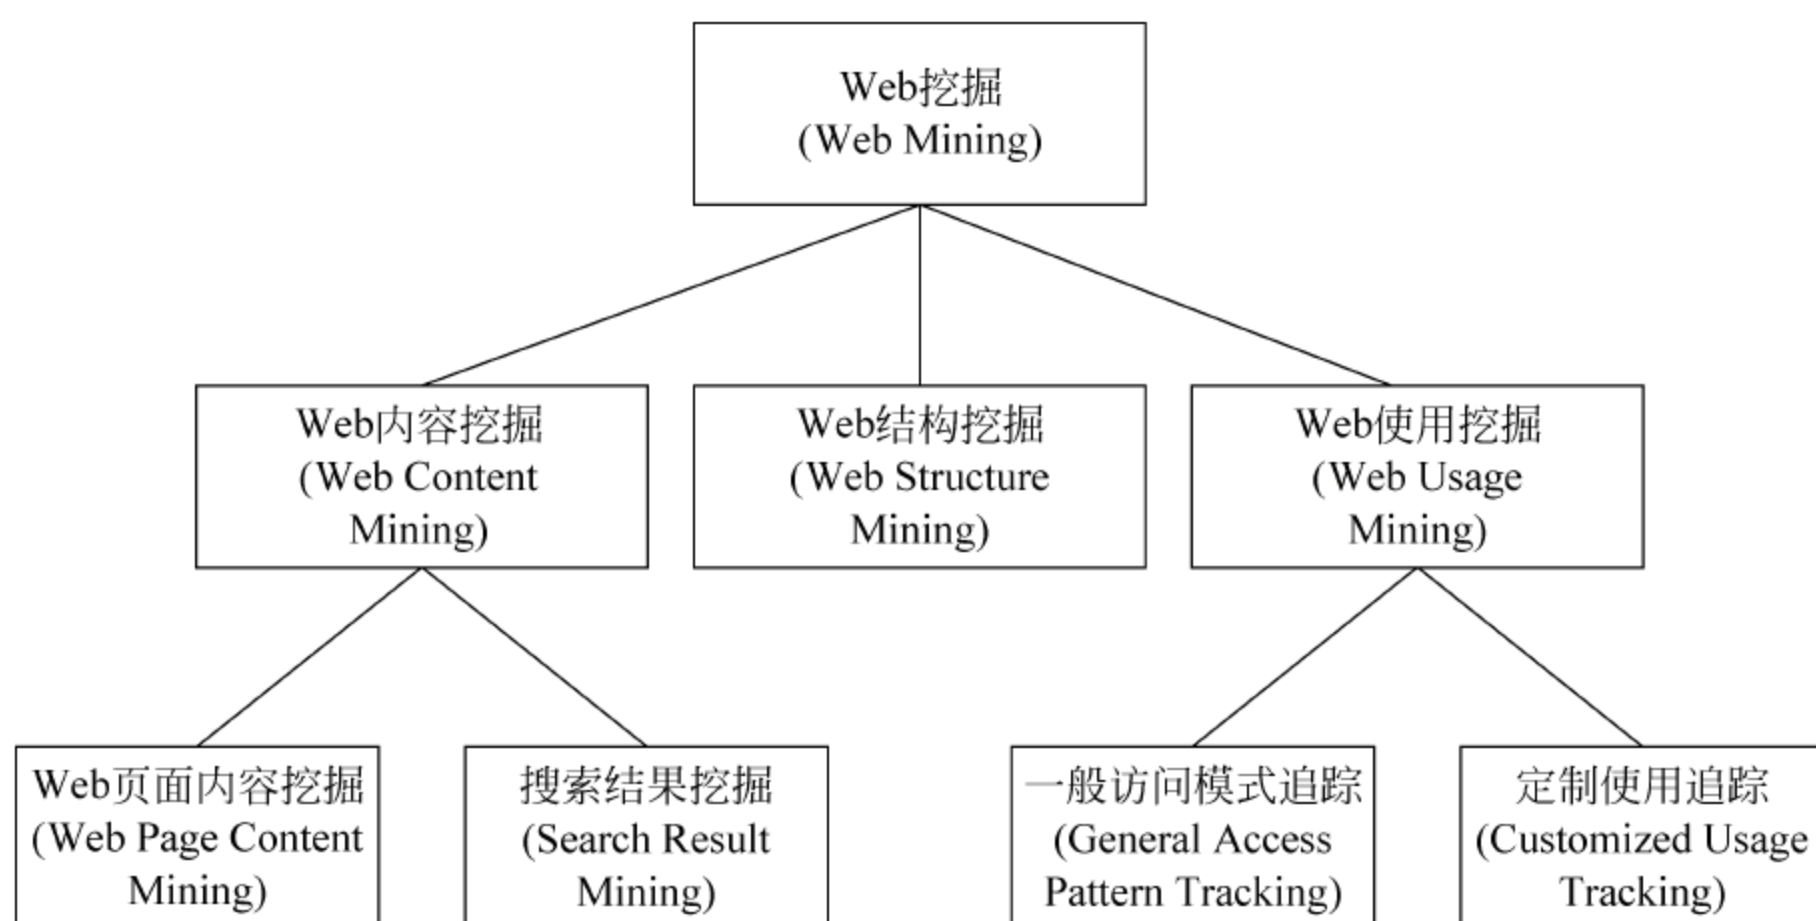 Web挖掘
(Web Mining)
Web内容挖掘
(Web Content
Mining)
Web结构挖掘
(Web Structure
Mining)
Web使用挖掘
(Web Usage
Mining)
Web页面内容挖掘
(Web Page Content
Mining)
搜索结果挖掘
(Search Result
Mining)
一般访问模式追踪
(General Access
Pattern Tracking)
定制使用追踪
(Customized Usage
Tracking)